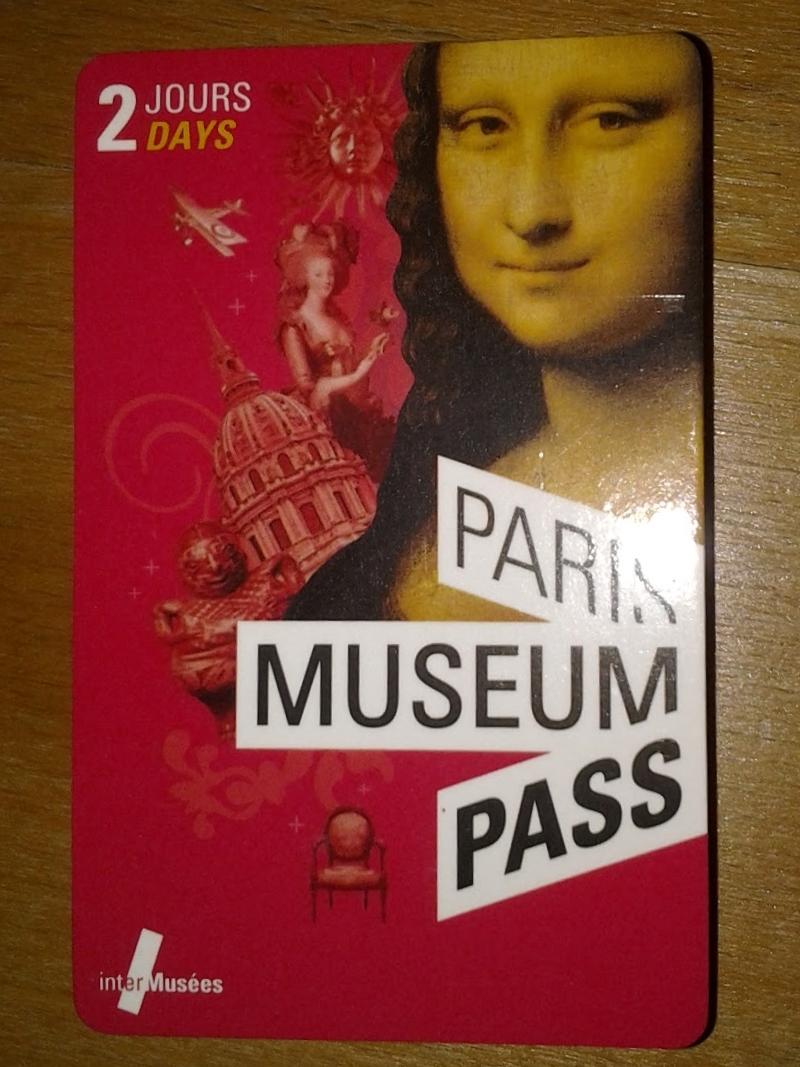 2 JOURS
DAYS
PARIS
MUSEUM
PASS
interMusées